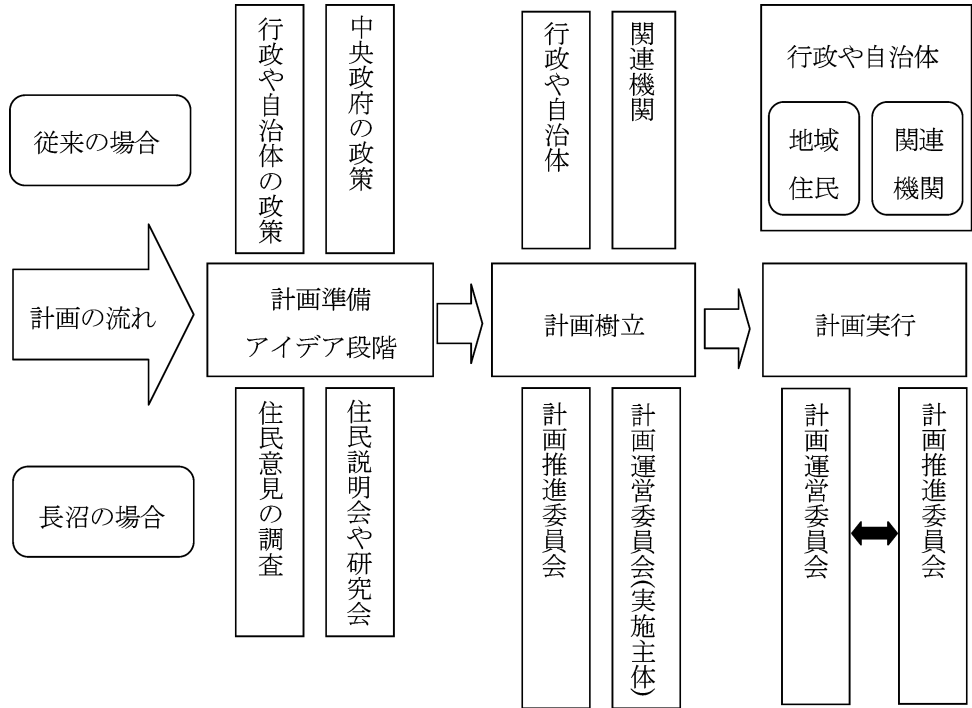 従来の場合
行政や自治体の政策
中央政府の政策
行政や自治体
関連機関
行政や自治体
地域
住民
関連
機関
計画の流れ
計画準備
アイデア段階
計画樹立
計画実行
長沼の場合
住民意見の調査
住民説明会や研究会
計画推進委員会
計画運営委員会(実施主体)
計画運営委員会
計画推進委員会